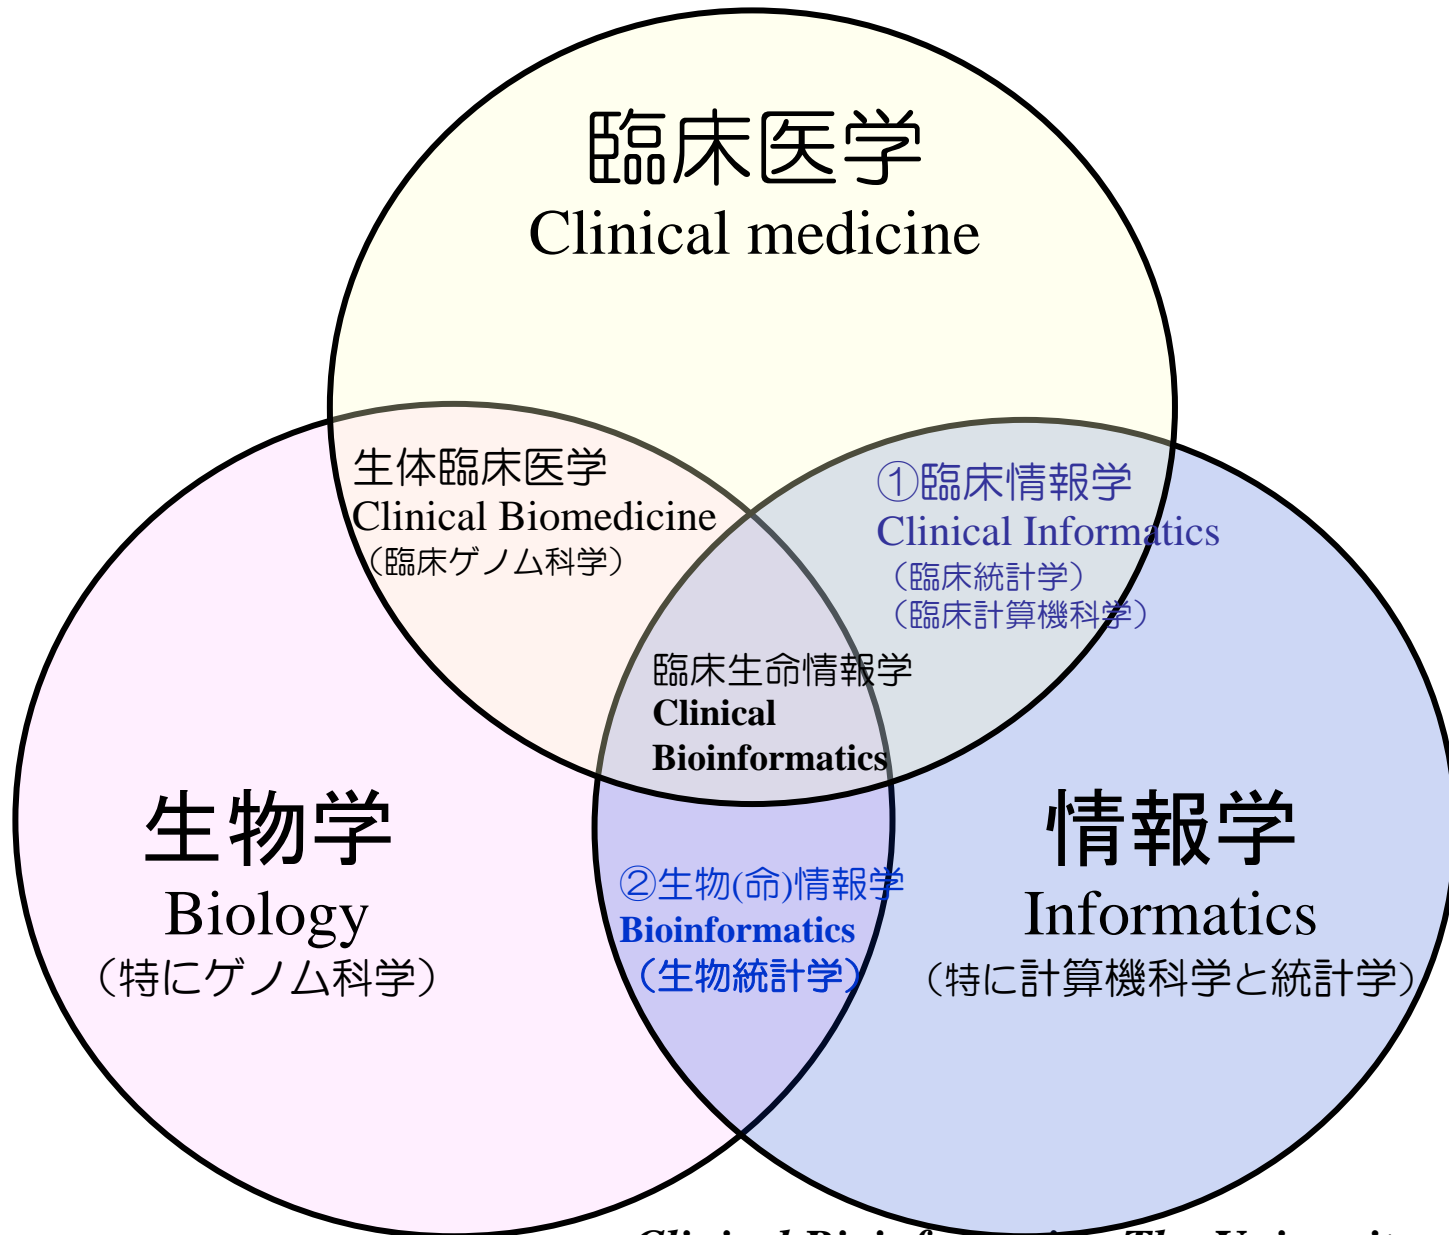 臨床医学
Clinical medicine
生体臨床医学
Clinical Biomedicine
（臨床ゲノム科学）
①臨床情報学
Clinical Informatics
（臨床統計学）
（臨床計算機科学）
臨床生命情報学
Clinical
Bioinformatics
生物学
Biology
（特にゲノム科学）
情報学
Informatics
（特に計算機科学と統計学）
②生物(命)情報学
Bioinformatics
（生物統計学）
Clinical Bioinformatics The